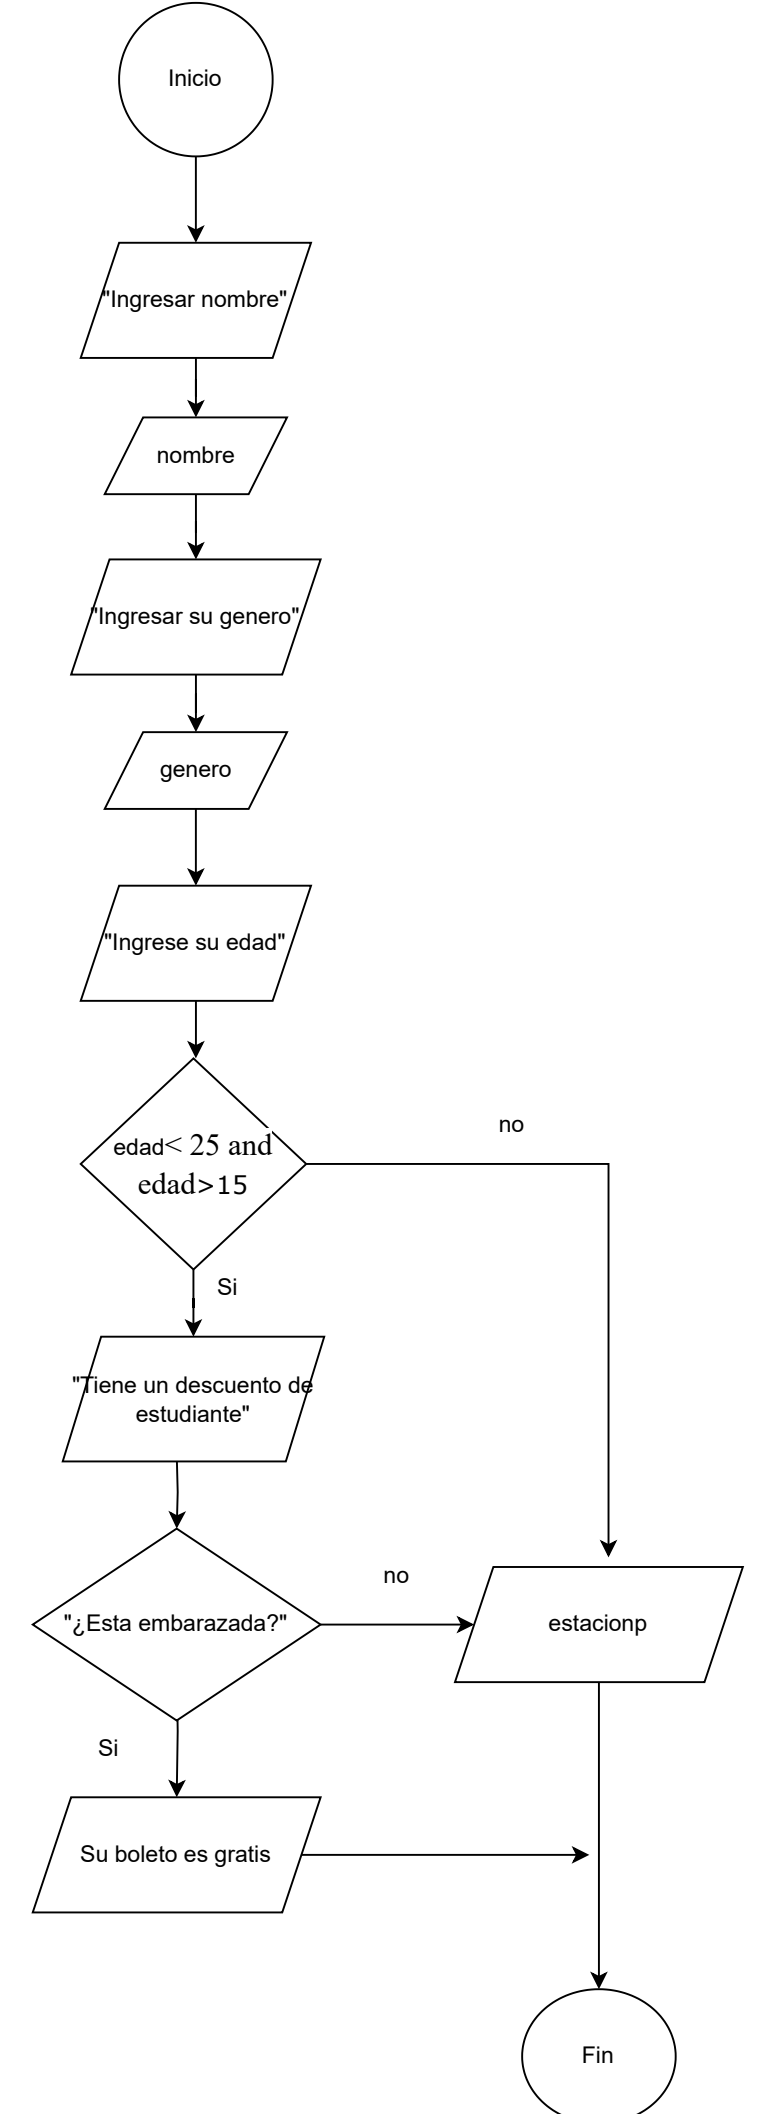 Inicio
"Ingresar nombre"
nombre
"Ingresar su genero"
genero
"Ingrese su edad"
edad< 25 and
edad>15
no
Si
"Tiene un descuento de
estudiante"
"¿Esta embarazada?"
no
estacionp
Si
Su boleto es gratis
Fin